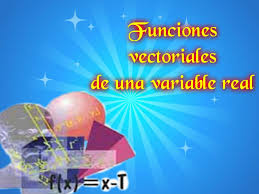 Funciones
vectoriales
de una variable real
f(x)=x-T